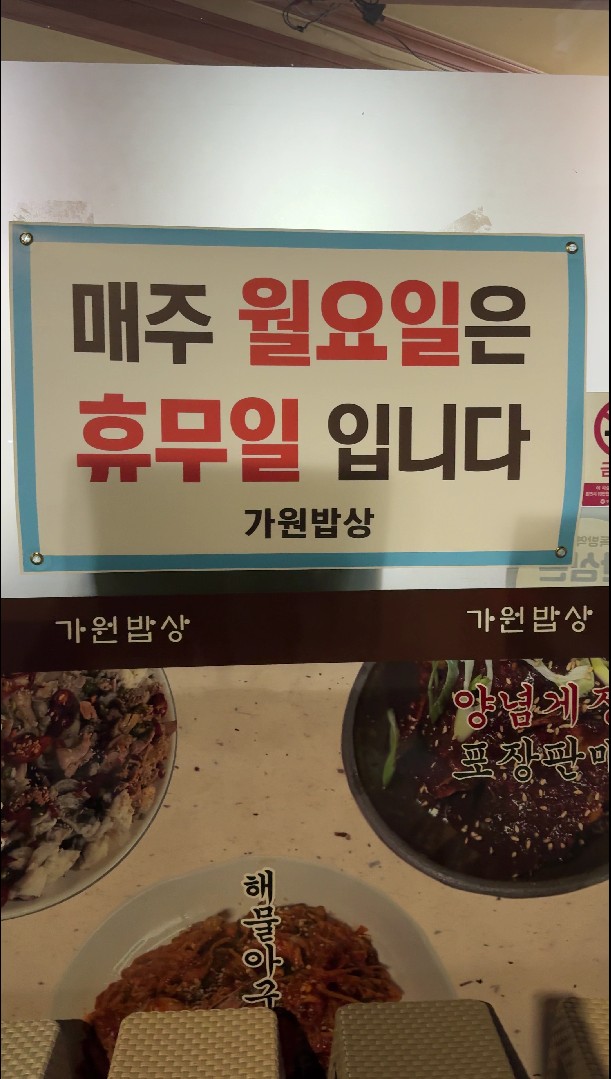 매주 월요일은
휴무일 입니다
가원밥상
가원밥상
가원밥상
양념게
포장판매
해물아구